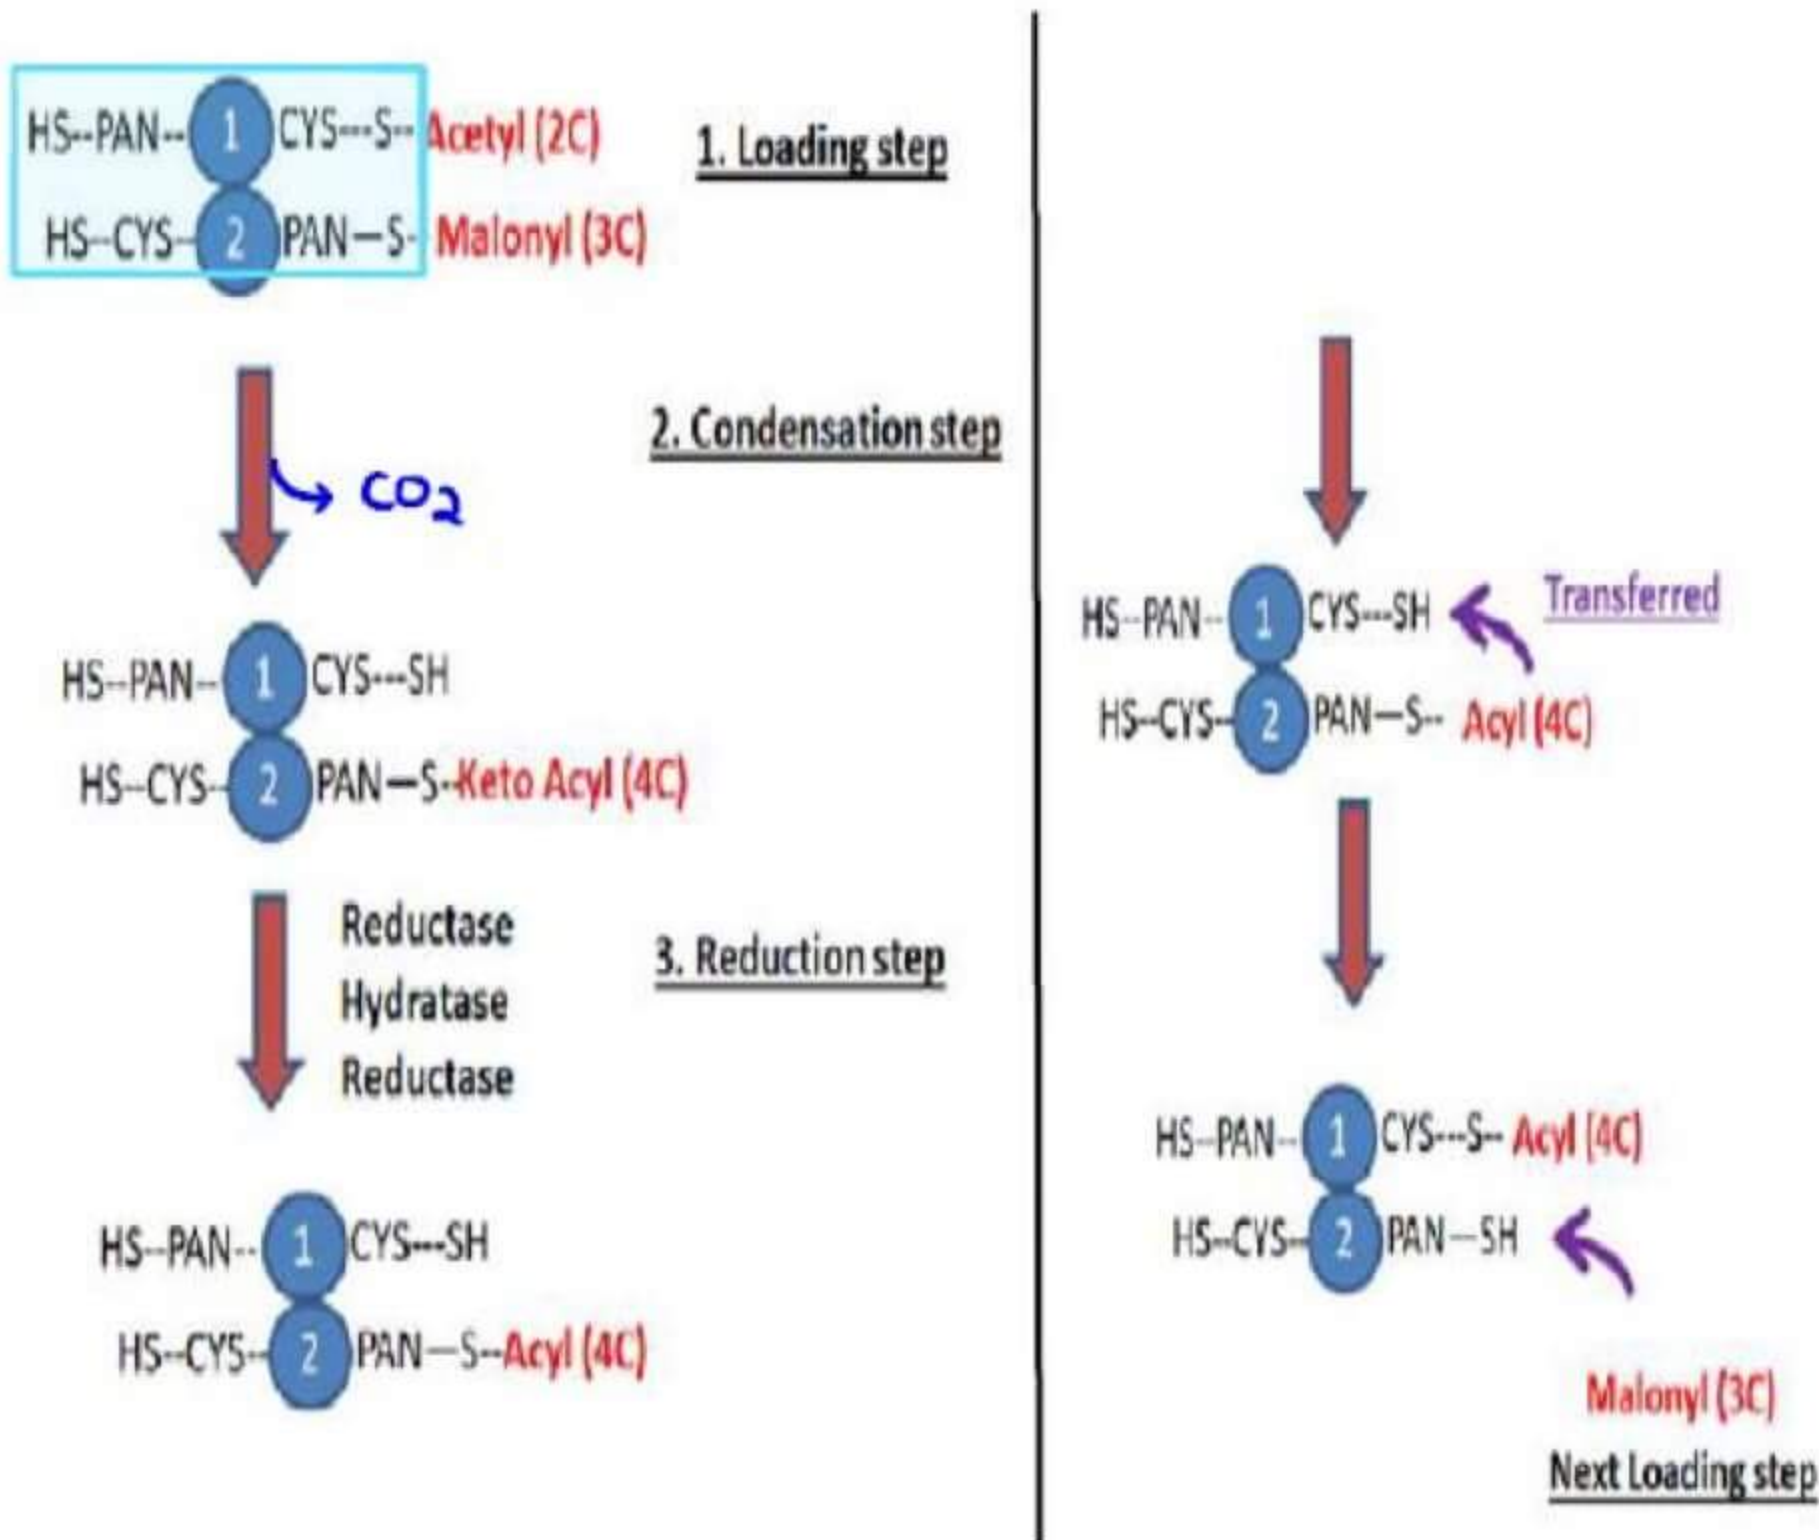 HS--PAN-- 1 CYS---S-- Acetyl (2C)
1. Loading step
HS--CYS- 2 PAN—S- Malonyl (3C)
2. Condensation step
CO2
HS--PAN-- 1 CYS---SH
HS--CYS-- 2 PAN—S--Keto Acyl (4C)
Reductase
Hydratase
Reductase
3. Reduction step
HS--PAN-- 1 CYS---SH
HS--CYS-- 2 PAN—S--Acyl (4C)
HS--PAN-- 1 CYS---SH
Transferred
HS--CYS-- 2 PAN—S-- Acyl (4C)
HS--PAN-- 1 CYS---S-- Acyl (4C)
HS--CYS-- 2 PAN—SH
Malonyl (3C)
Next Loading step